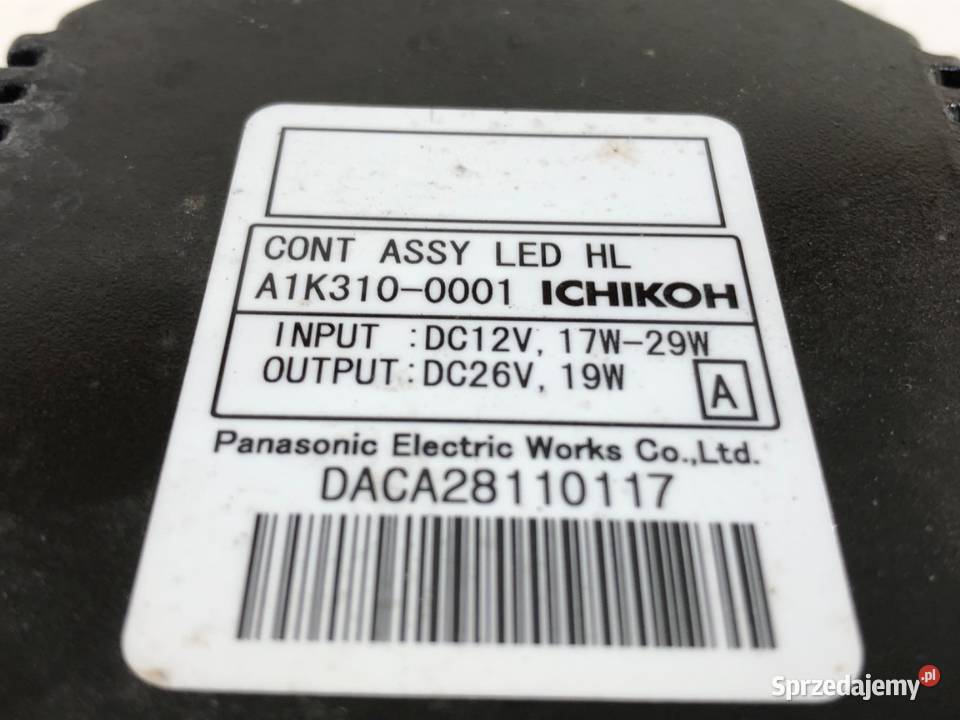 CONT ASSY LED HL
A1K310-0001 ICHIKOH
INPUT :DC12V, 17W-29W
OUTPUT:DC26V, 19W
A
Panasonic Electric Works Co.,Ltd.
DACA28110117
Sprzedajemy.pl